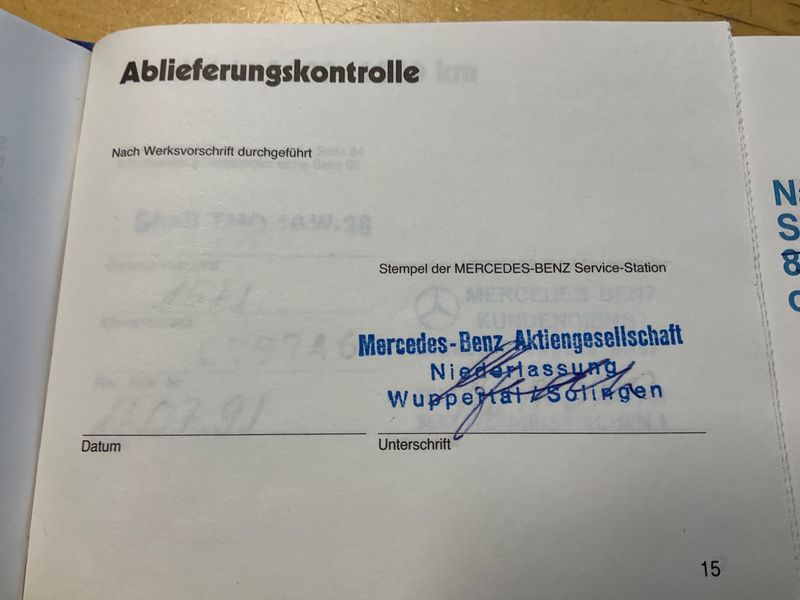 Ablieferungskontrolle
Nach Werksvorschrift durchgeführt
Stempel der MERCEDES-BENZ Service-Station
Mercedes-Benz Aktiengesellschaft
Niederlassung
Wuppertal/Solingen
Datum
Unterschrift
15